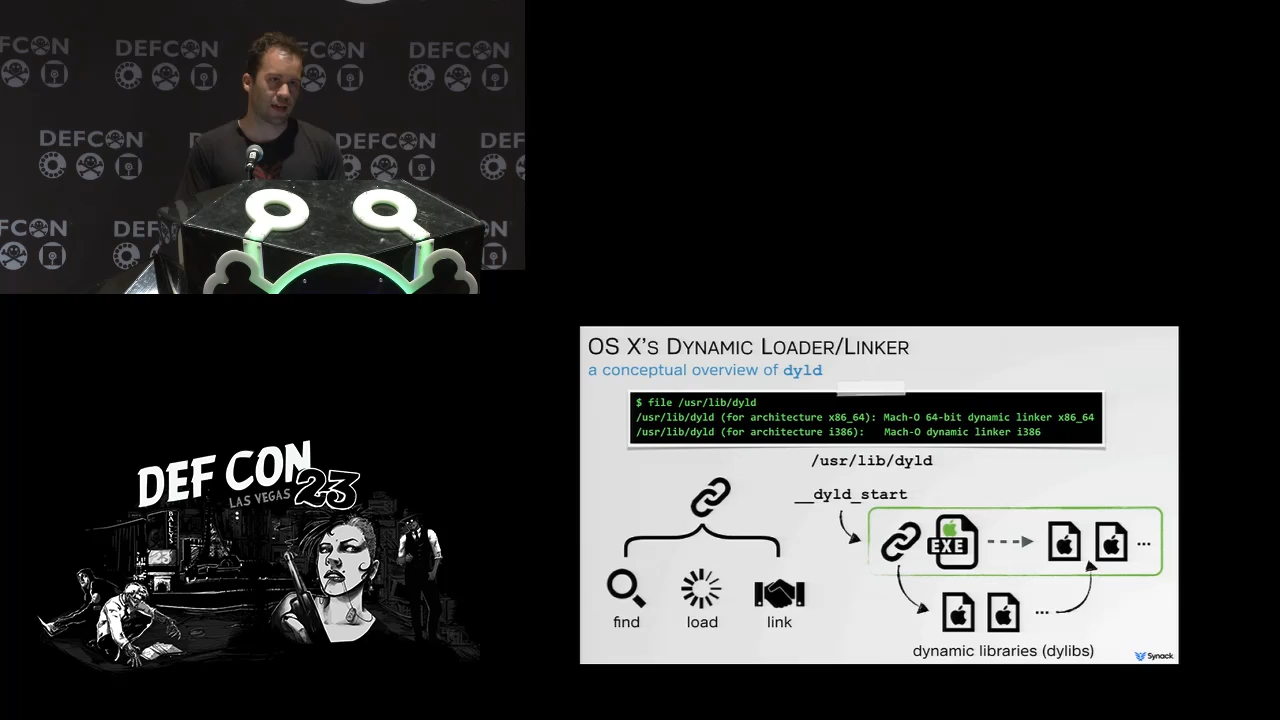 DEFCON DEFCON DEFCON
DEFCON DEFCON
DEF
DEF CON 23
LAS VEGAS
BALLYS
OS X'S DYNAMIC LOADER/LINKER
a conceptual overview of dyld
$ file /usr/lib/dyld
/usr/lib/dyld (for architecture x86_64): Mach-O 64-bit dynamic linker x86_64
/usr/lib/dyld (for architecture i386): Mach-O dynamic linker i386
/usr/lib/dyld
__dyld_start
EXE
...
...
find load link
dynamic libraries (dylibs)
Synack